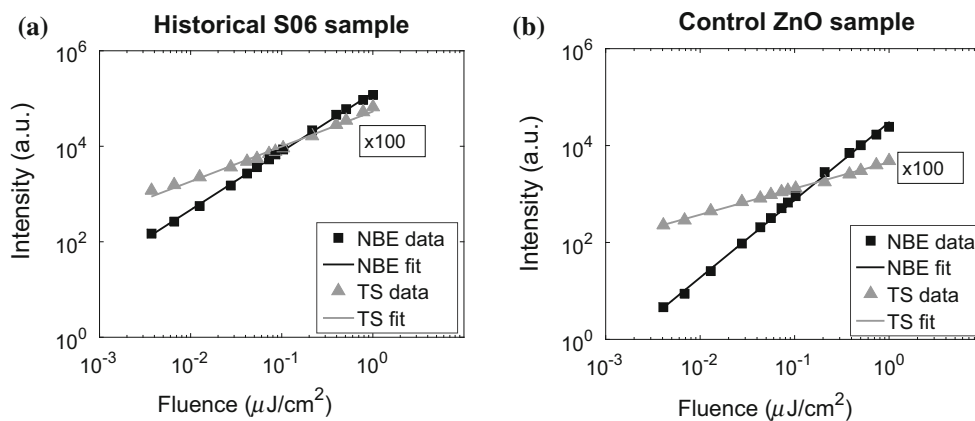 (a) Historical S06 sample
10^6
10^4
10^2
10^0
Intensity (a.u.)
x100
NBE data
NBE fit
TS data
TS fit
10^-3 10^-2 10^-1 10^0
Fluence (μJ/cm^2)
(b) Control ZnO sample
10^6
10^4
10^2
10^0
Intensity (a.u.)
x100
NBE data
NBE fit
TS data
TS fit
10^-3 10^-2 10^-1 10^0
Fluence (μJ/cm^2)